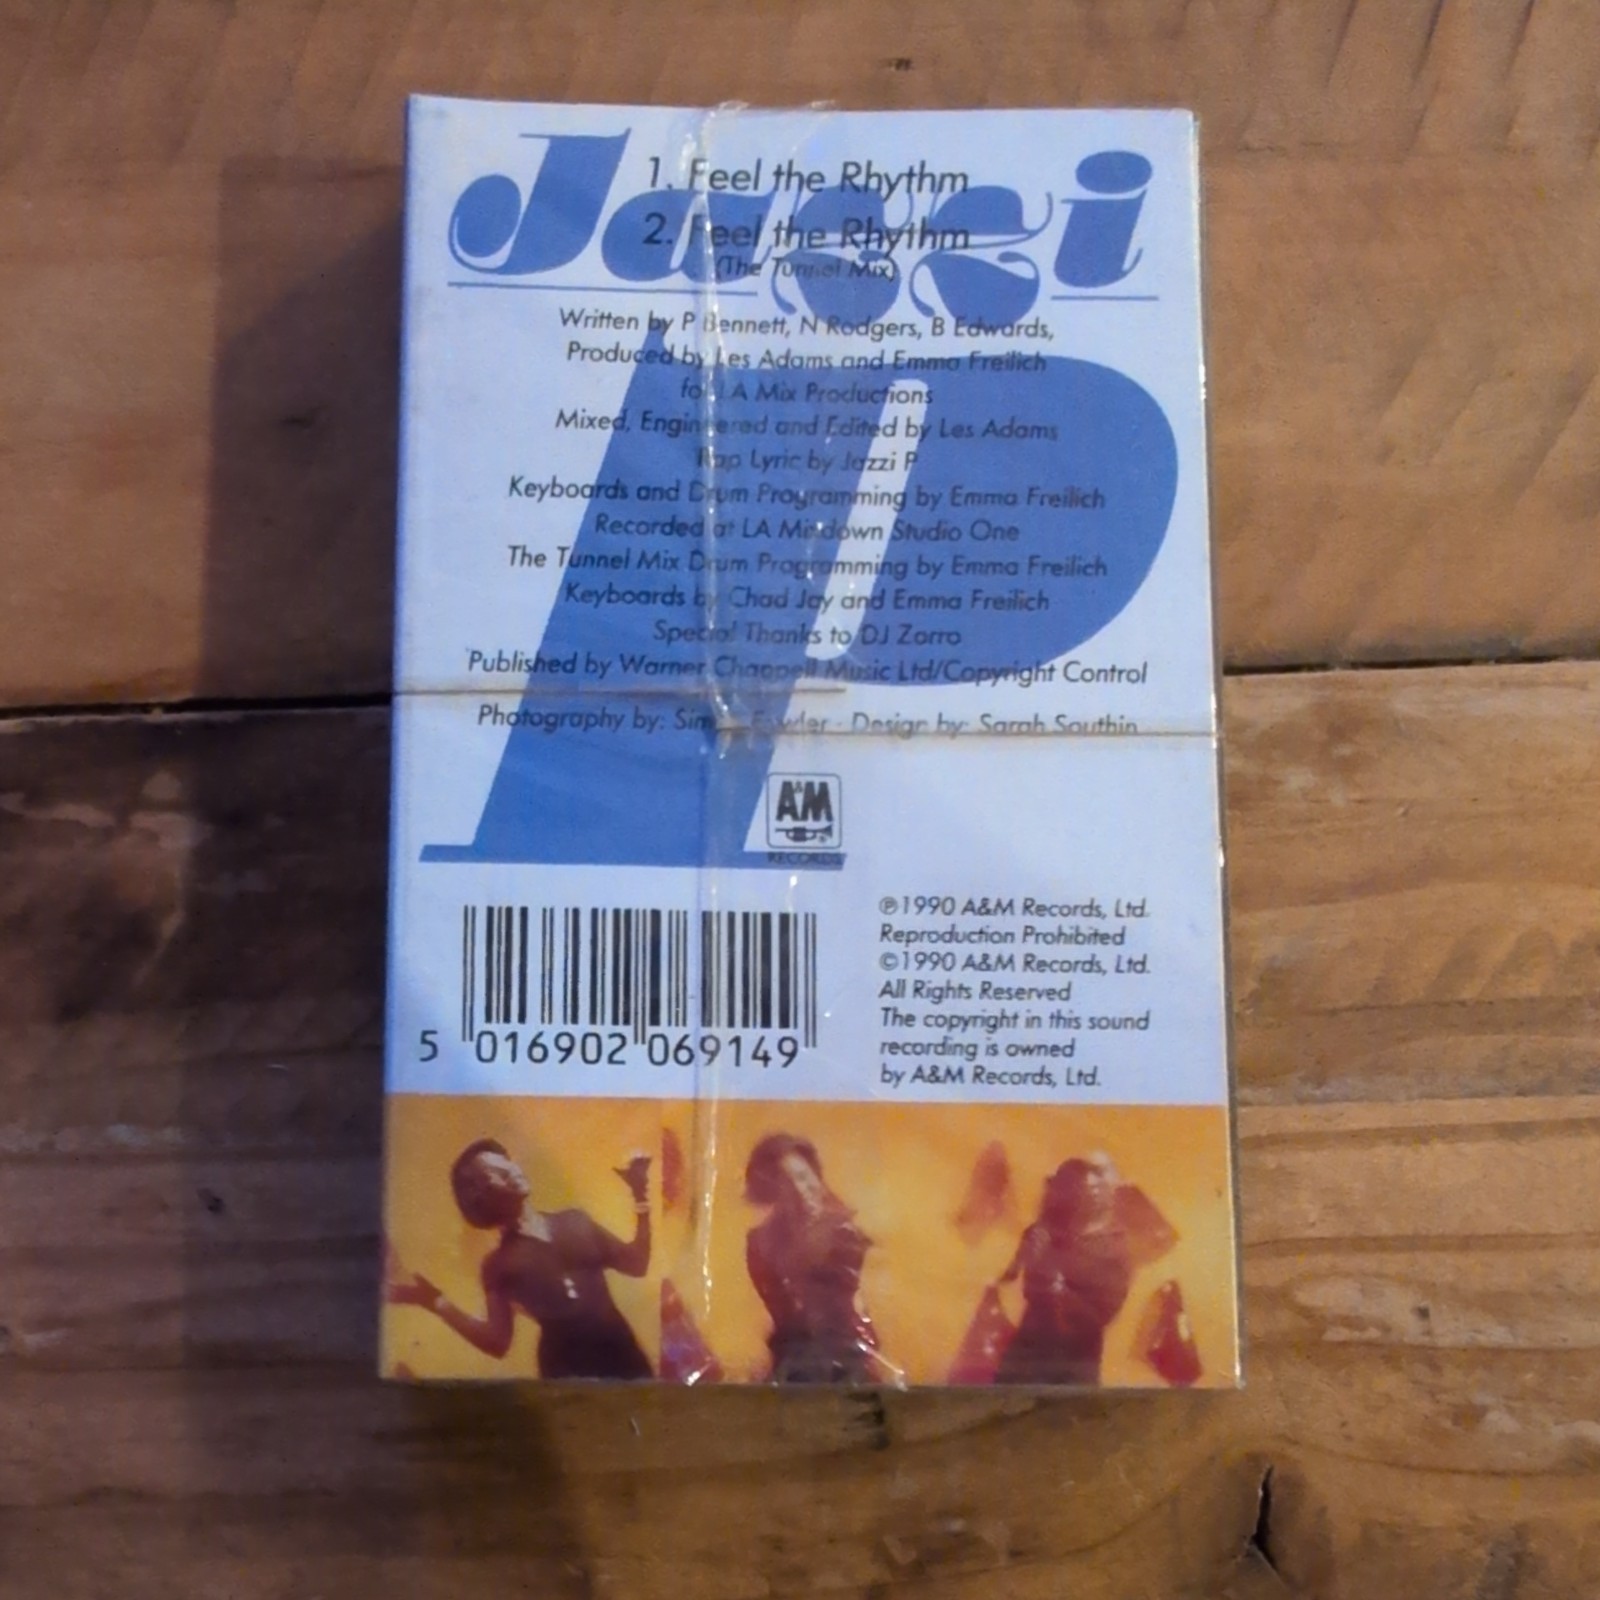 Jazzi
P
1. Feel the Rhythm
2. Feel the Rhythm
(The Tunnel Mix)
Written by P Bennett, N Rodgers, B Edwards,
Produced by Les Adams and Emma Freilich
for LA Mix Productions
Mixed, Engineered and Edited by Les Adams
Rap Lyric by Jazzi P
Keyboards and Drum Programming by Emma Freilich
Recorded at LA Mixdown Studio One
The Tunnel Mix Drum Programming by Emma Freilich
Keyboards by Chad Jay and Emma Freilich
Special Thanks to DJ Zorro
Published by Warner Chappell Music Ltd/Copyright Control
Photography by: Simon Fowler · Design by: Sarah Southin
A&M
RECORDS
5 016902 069149
℗1990 A&M Records, Ltd.
Reproduction Prohibited
©1990 A&M Records, Ltd.
All Rights Reserved
The copyright in this sound
recording is owned
by A&M Records, Ltd.